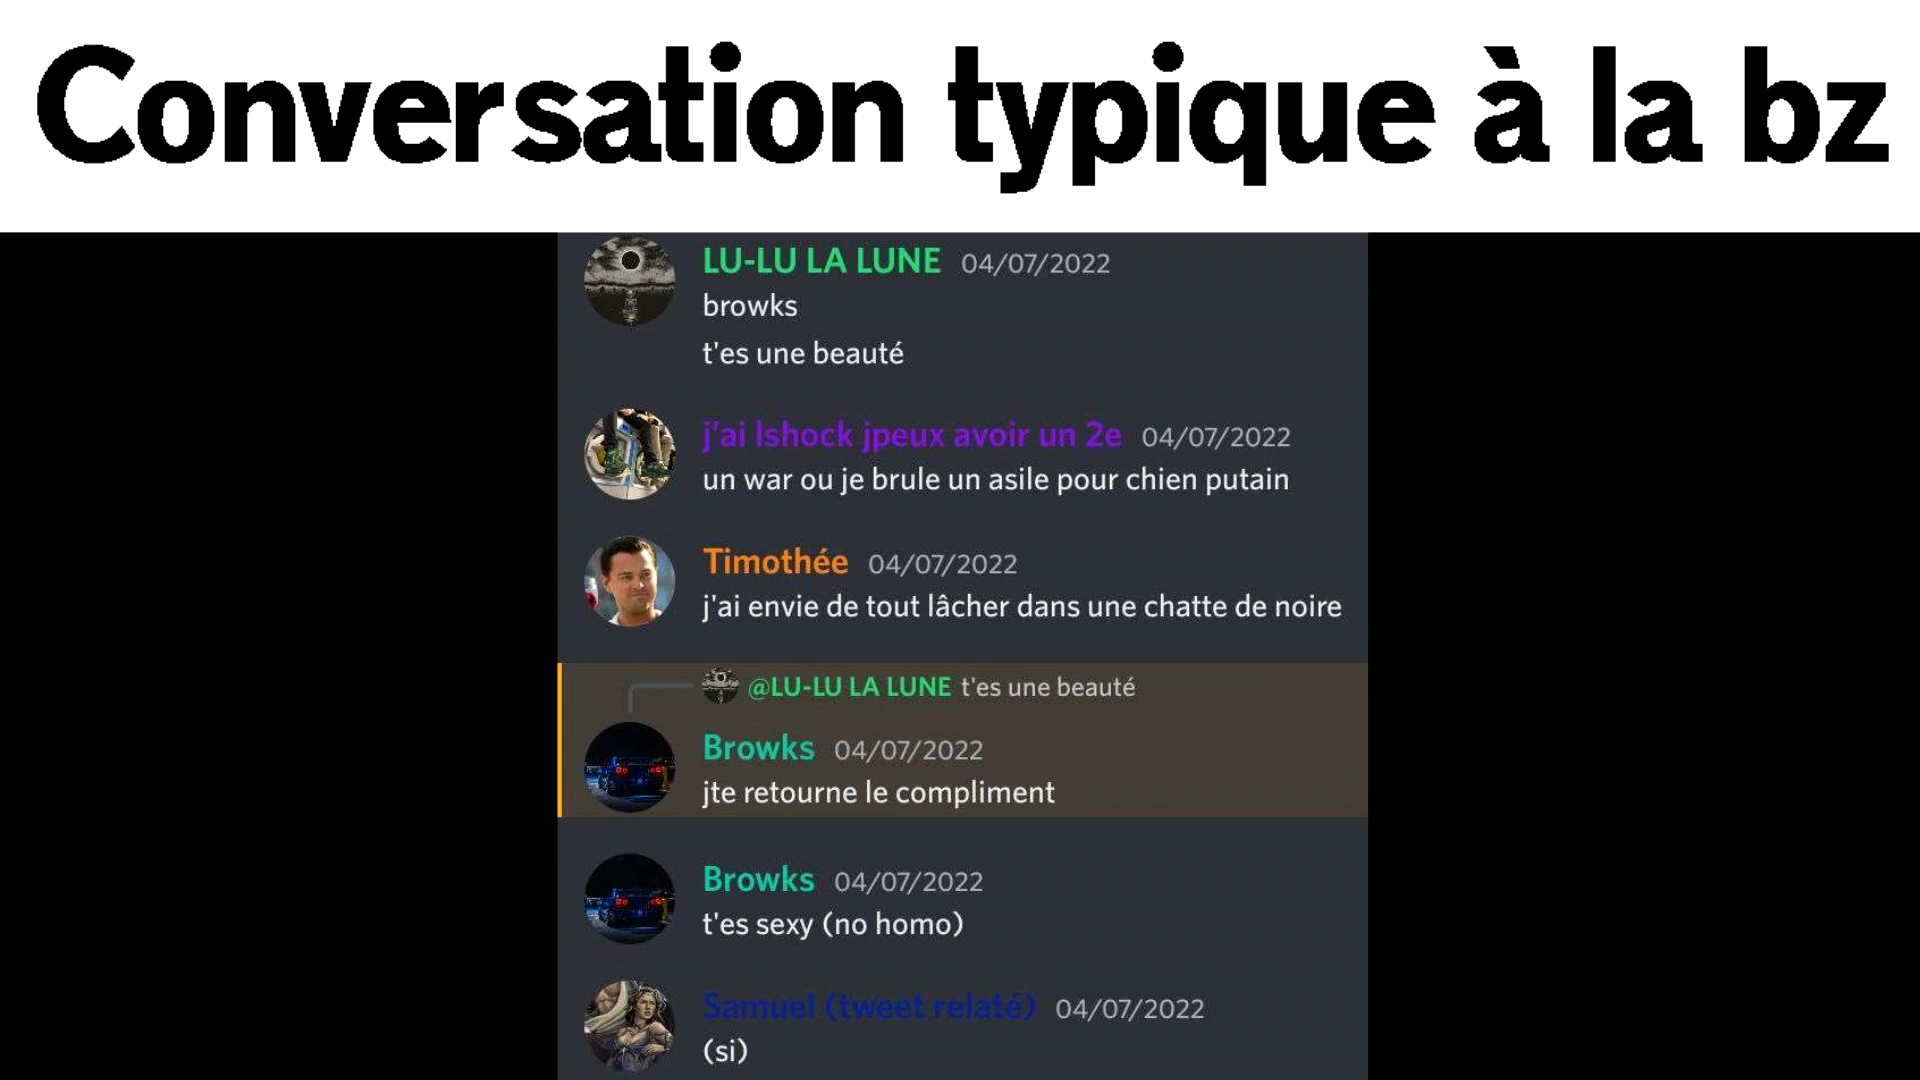 Conversation typique à la bz
LU-LU LA LUNE 04/07/2022
browks
t'es une beauté
j'ai lshock jpeux avoir un 2e 04/07/2022
un war ou je brule un asile pour chien putain
Timothée 04/07/2022
j'ai envie de tout lâcher dans une chatte de noire
@LU-LU LA LUNE t'es une beauté
Browks 04/07/2022
jte retourne le compliment
Browks 04/07/2022
t'es sexy (no homo)
Samuel (tweet relaté) 04/07/2022
(si)